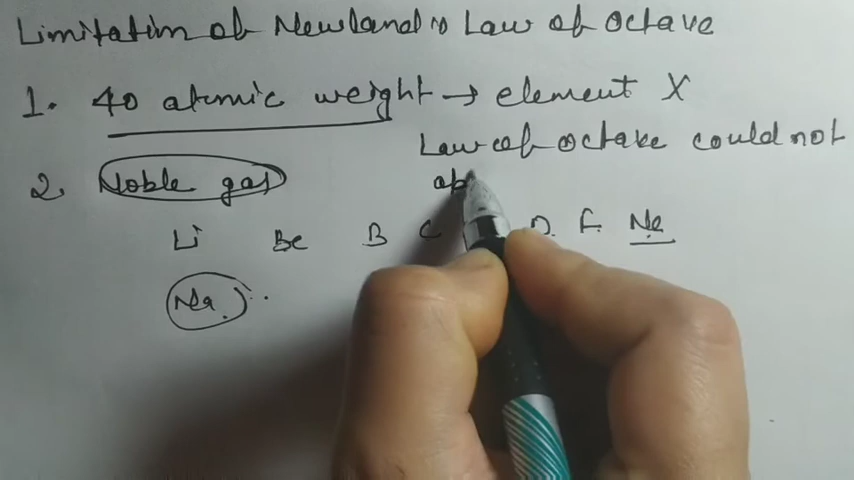 Limitation of Newlands Law of octave
1. 40 atomic weight → element X
Law of octave could not
2. Noble gas
Li Be B C O. F. Ne
Na.